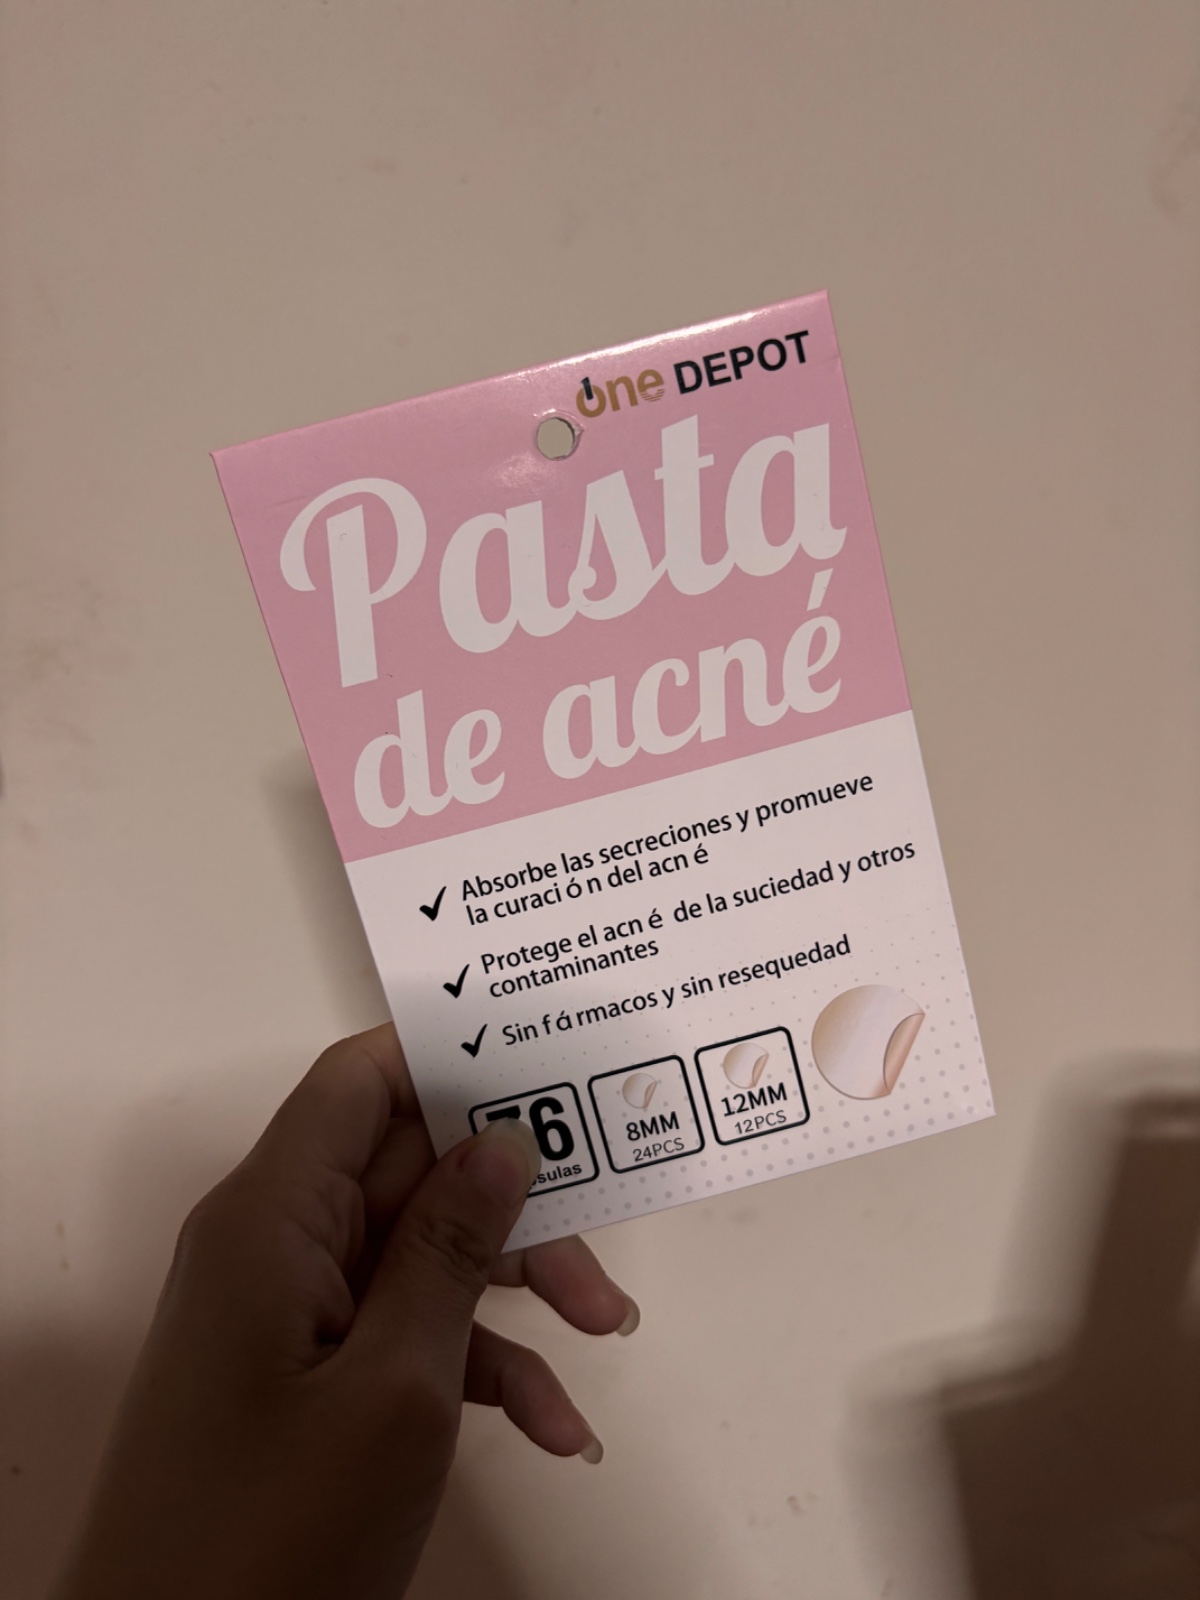 one DEPOT
Pasta
de acné
Absorbe las secreciones y promueve
la curaci ó n del acn é
Protege el acn é de la suciedad y otros
contaminantes
Sin f á rmacos y sin resequedad
8MM
24PCS
12MM
12PCS